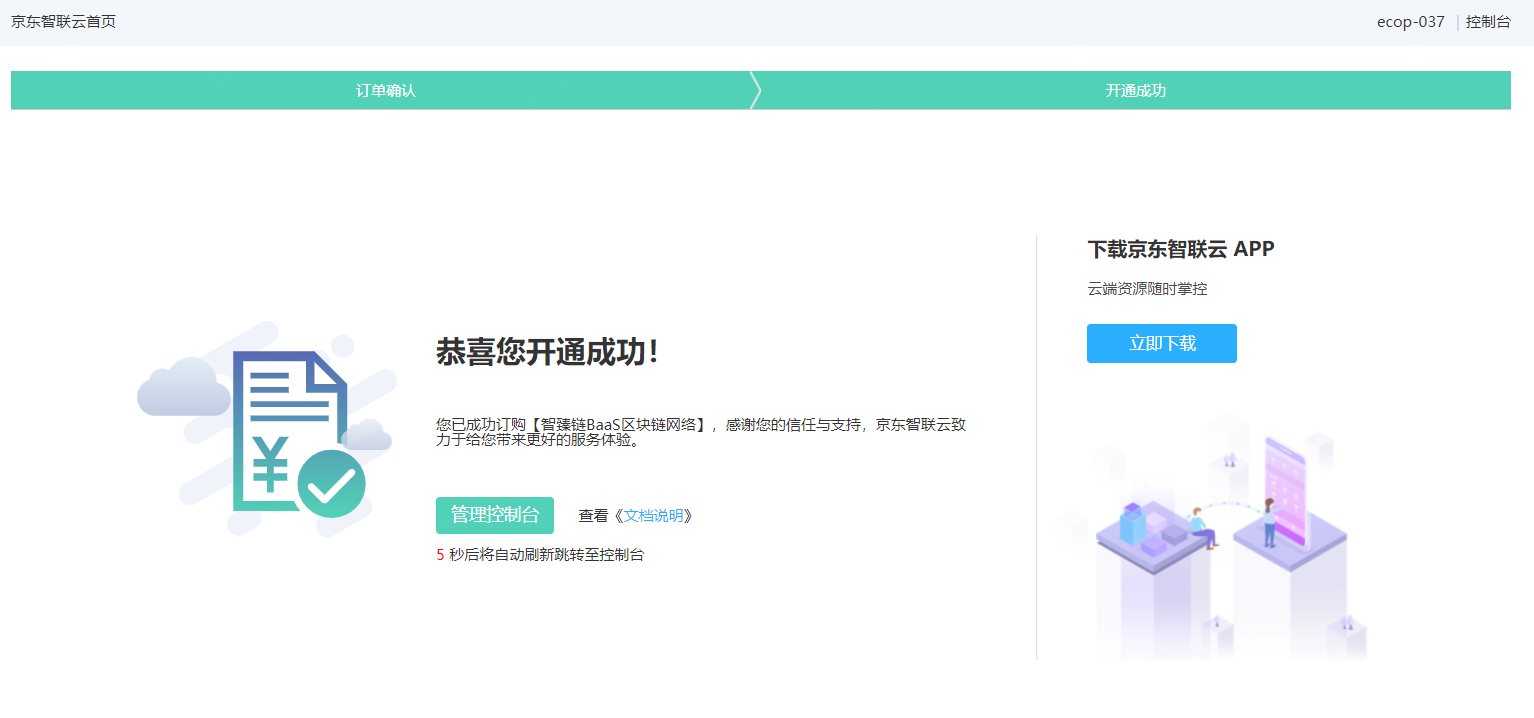 京东智联云首页
ecop-037 | 控制台
订单确认
开通成功
恭喜您开通成功！
您已成功订购【智臻链BaaS区块链网络】，感谢您的信任与支持，京东智联云致
力于给您带来更好的服务体验。
管理控制台 查看《文档说明》
5 秒后将自动刷新跳转至控制台
下载京东智联云 APP
云端资源随时掌控
立即下载